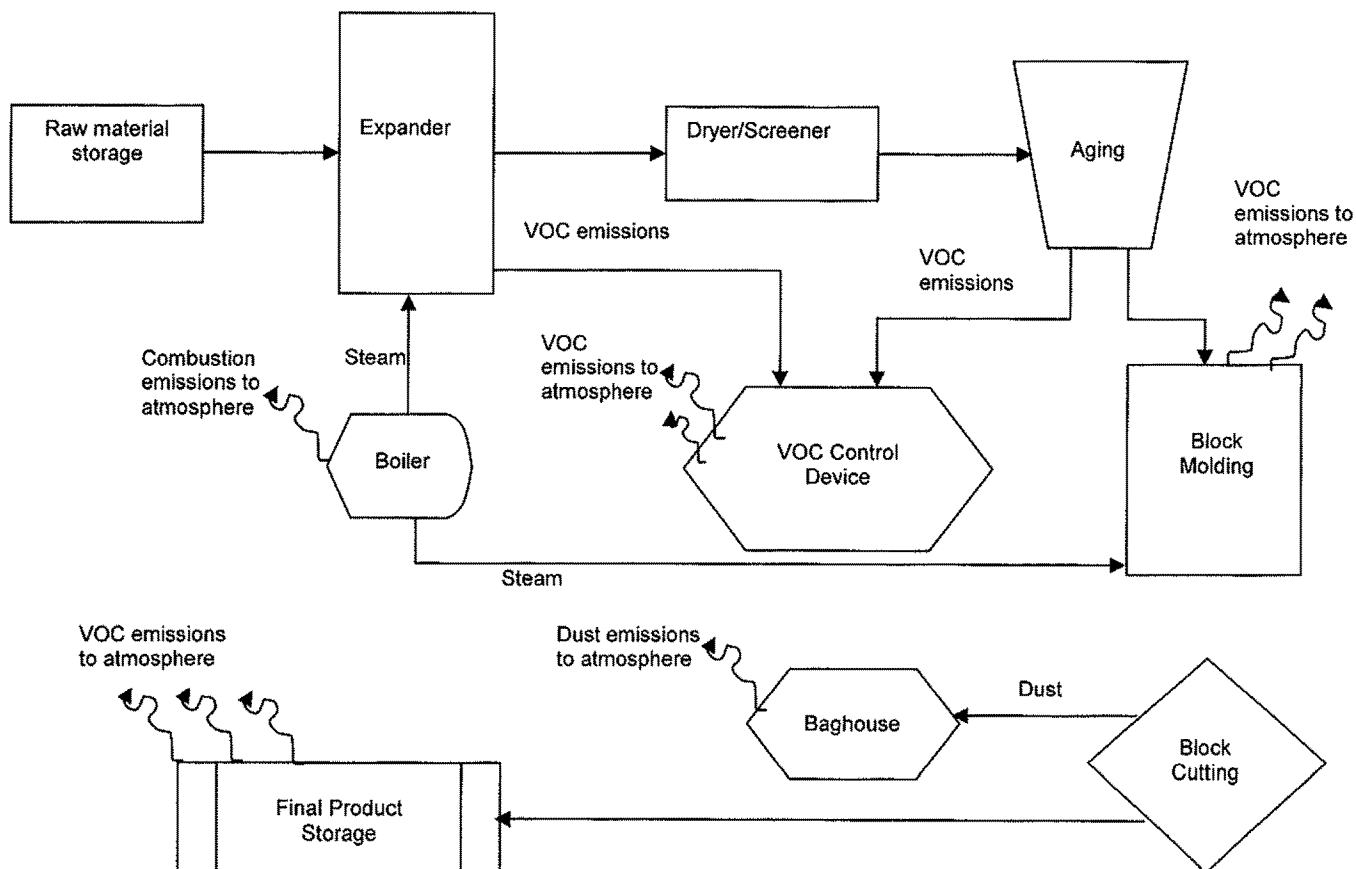 Raw material
storage
Expander
Dryer/Screener
Aging
VOC
emissions to
atmosphere
VOC emissions
VOC
emissions
Combustion
emissions to
atmosphere
Steam
VOC
emissions to
atmosphere
Boiler
VOC Control
Device
Block
Molding
Steam
VOC emissions
to atmosphere
Dust emissions
to atmosphere
Dust
Baghouse
Block
Cutting
Final Product
Storage